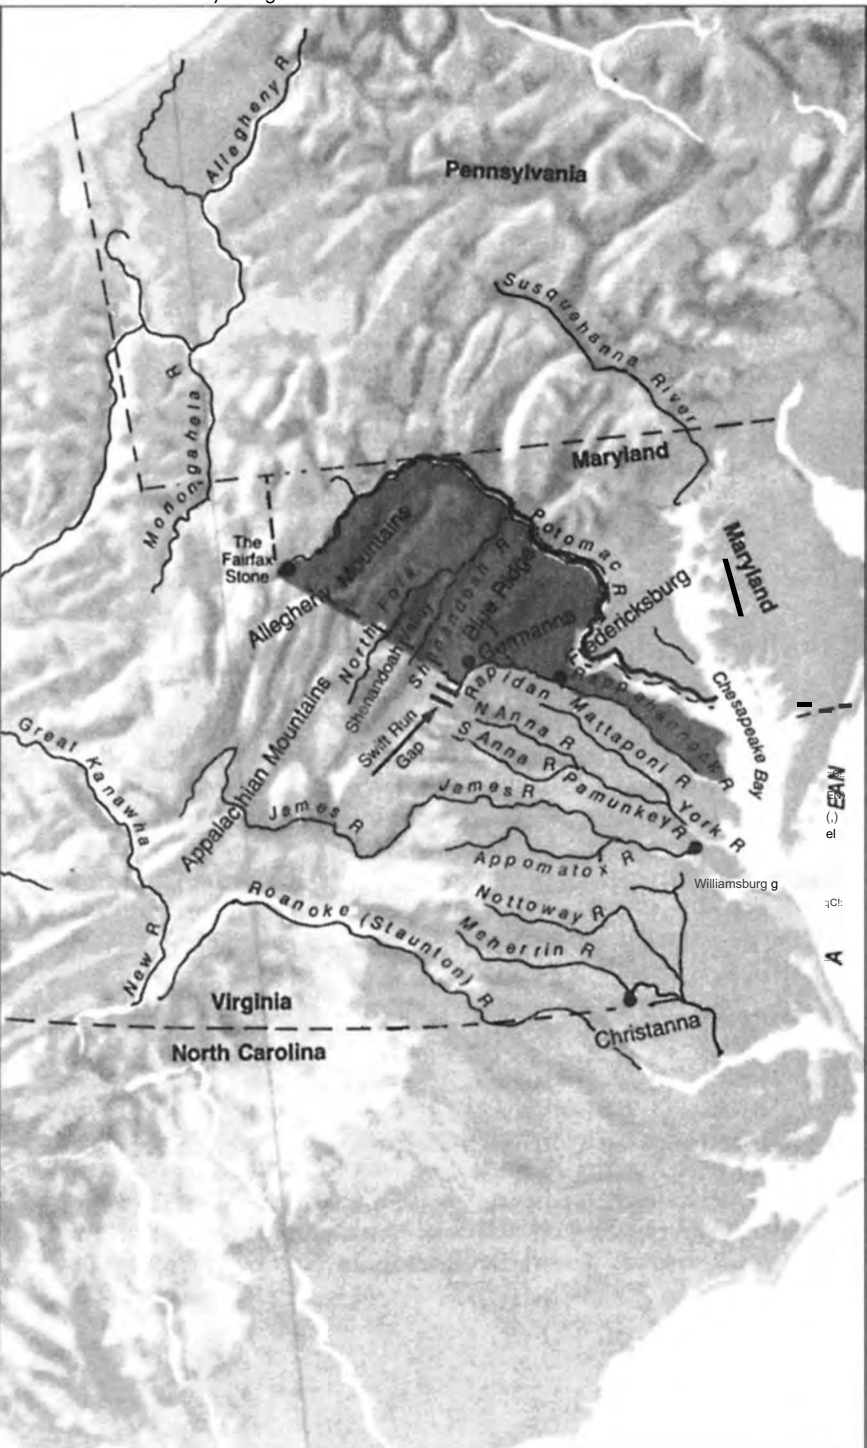 Allegheny R
Pennsylvania
Susquehanna River
Monongahela R
Maryland
The
Fairfax
Stone
Potomac R
Maryland
Allegheny Mountains
North Fork
Shenandoah Valley
Shenandoah R
Blue Ridge
Germanna
Fredericksburg
Rappahannock R
Rapidan
Chesapeake Bay
Swift Run
Gap
N Anna R
S Anna R
Mattaponi R
Pamunkey R
York R
Great Kanawha
Appalachian Mountains
James R
James R
Appomatox R
Williamsburg g
EAN
(,)
el
Roanoke (Staunton) R
Nottoway R
Meherrin R
New R
A
Virginia
Christanna
North Carolina